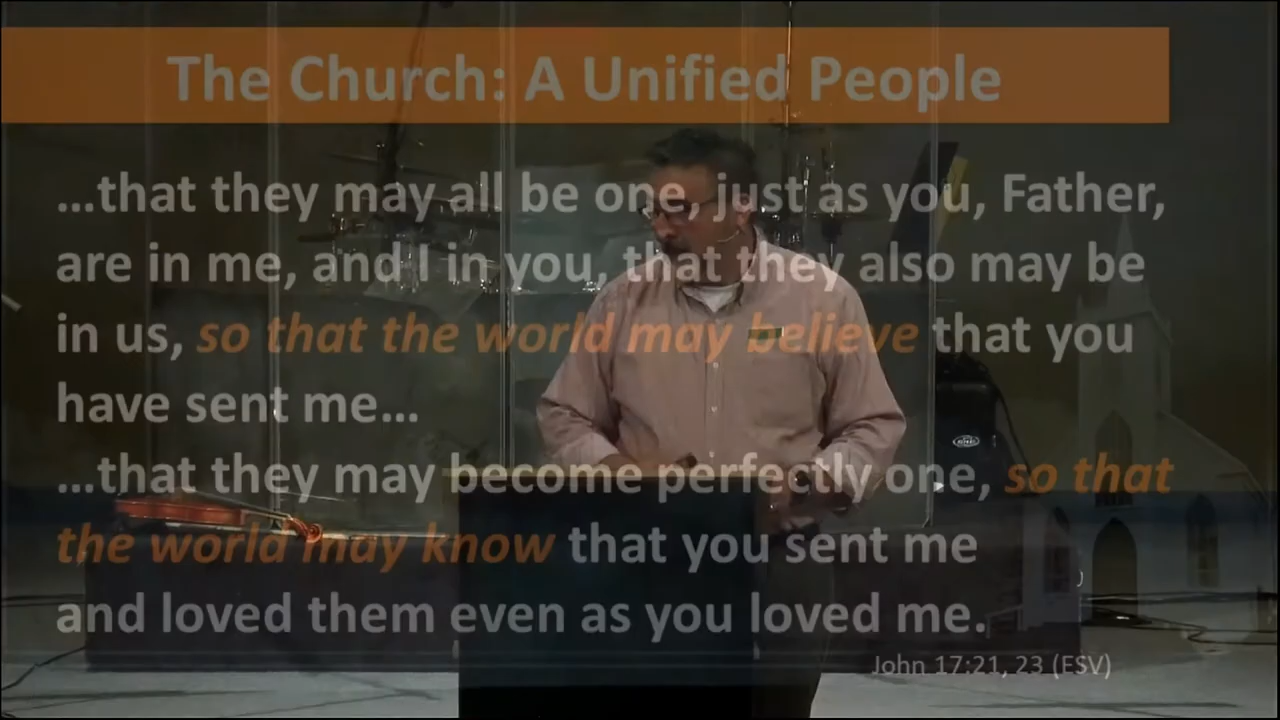 The Church: A Unified People
...that they may all be one, just as you, Father,
are in me, and I in you, that they also may be
in us, so that the world may believe that you
have sent me...
...that they may become perfectly one, so that
the world may know that you sent me
and loved them even as you loved me.
John 17:21, 23 (ESV)